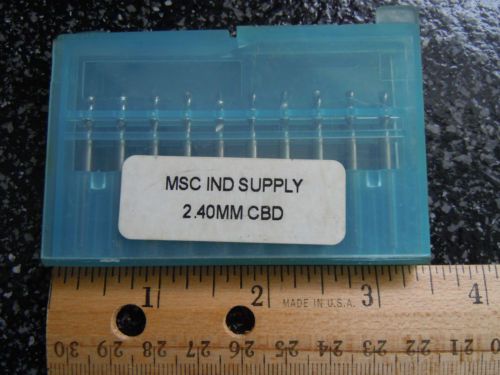 MSC IND SUPPLY
2.40MM CBD
1 2 3 4
MADE IN U.S.A.
30 29 28 27 26 25 24 23 22 21 20